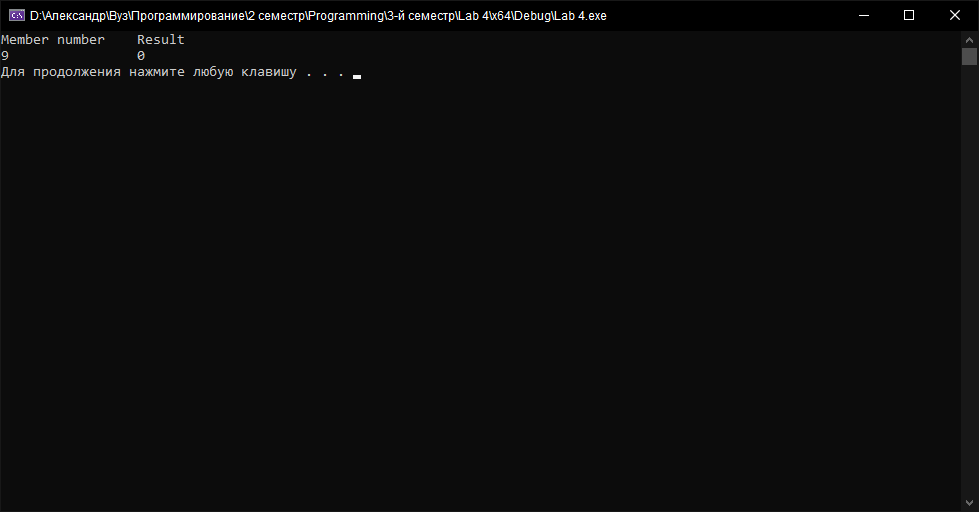 D:\Александр\Вуз\Программирование\2 семестр\Programming\3-й семестр\Lab 4\x64\Debug\Lab 4.exe
Member number    Result
9                0
Для продолжения нажмите любую клавишу . . .